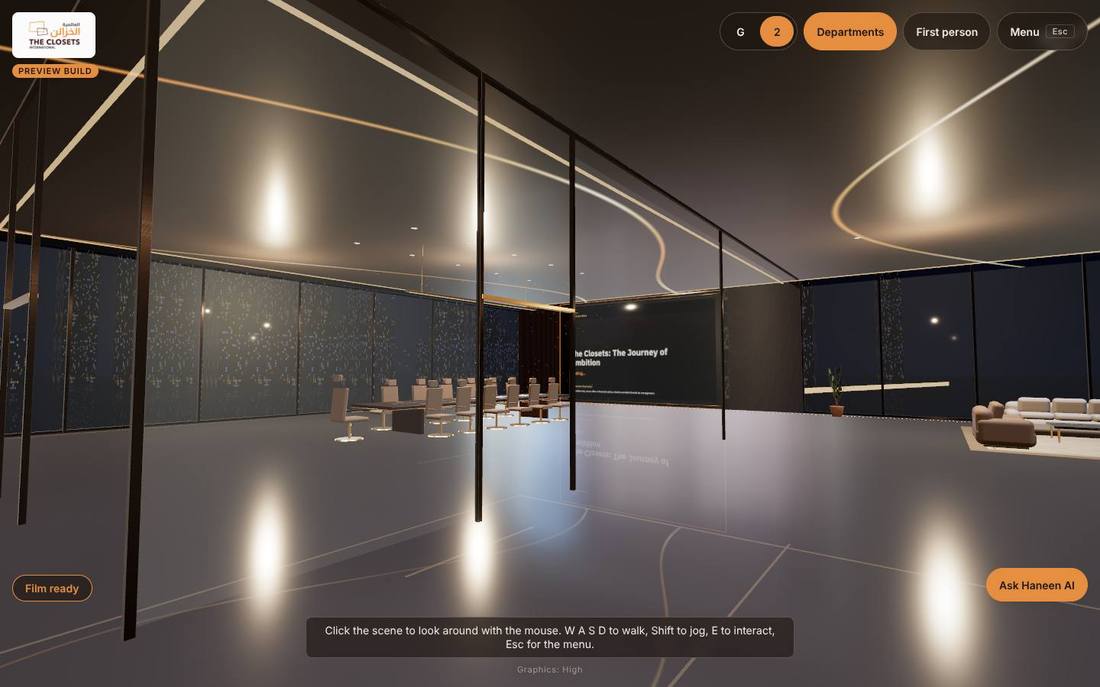 العالمية
الخزائن
THE CLOSETS
INTERNATIONAL
PREVIEW BUILD
G
2
Departments
First person
Menu
Esc
he Closets: The Journey of
mbition
Film ready
Ask Haneen AI
Click the scene to look around with the mouse. W A S D to walk, Shift to jog, E to interact,
Esc for the menu.
Graphics: High